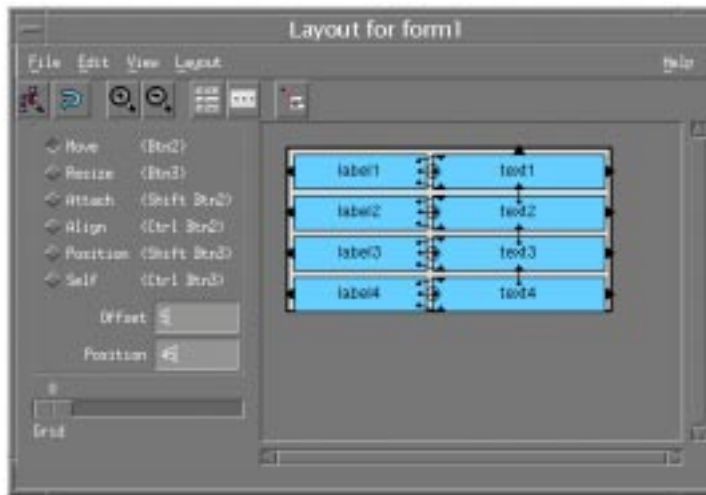 Layout for form1
File Edit View Layout Help
Move (Btn2)
Resize (Btn3)
Attach (Shift Btn2)
Align (Ctrl Btn2)
Position (Shift Btn3)
Self (Ctrl Btn3)
Offset 5
Position 45
0
Grid
label1 text1
label2 text2
label3 text3
label4 text4